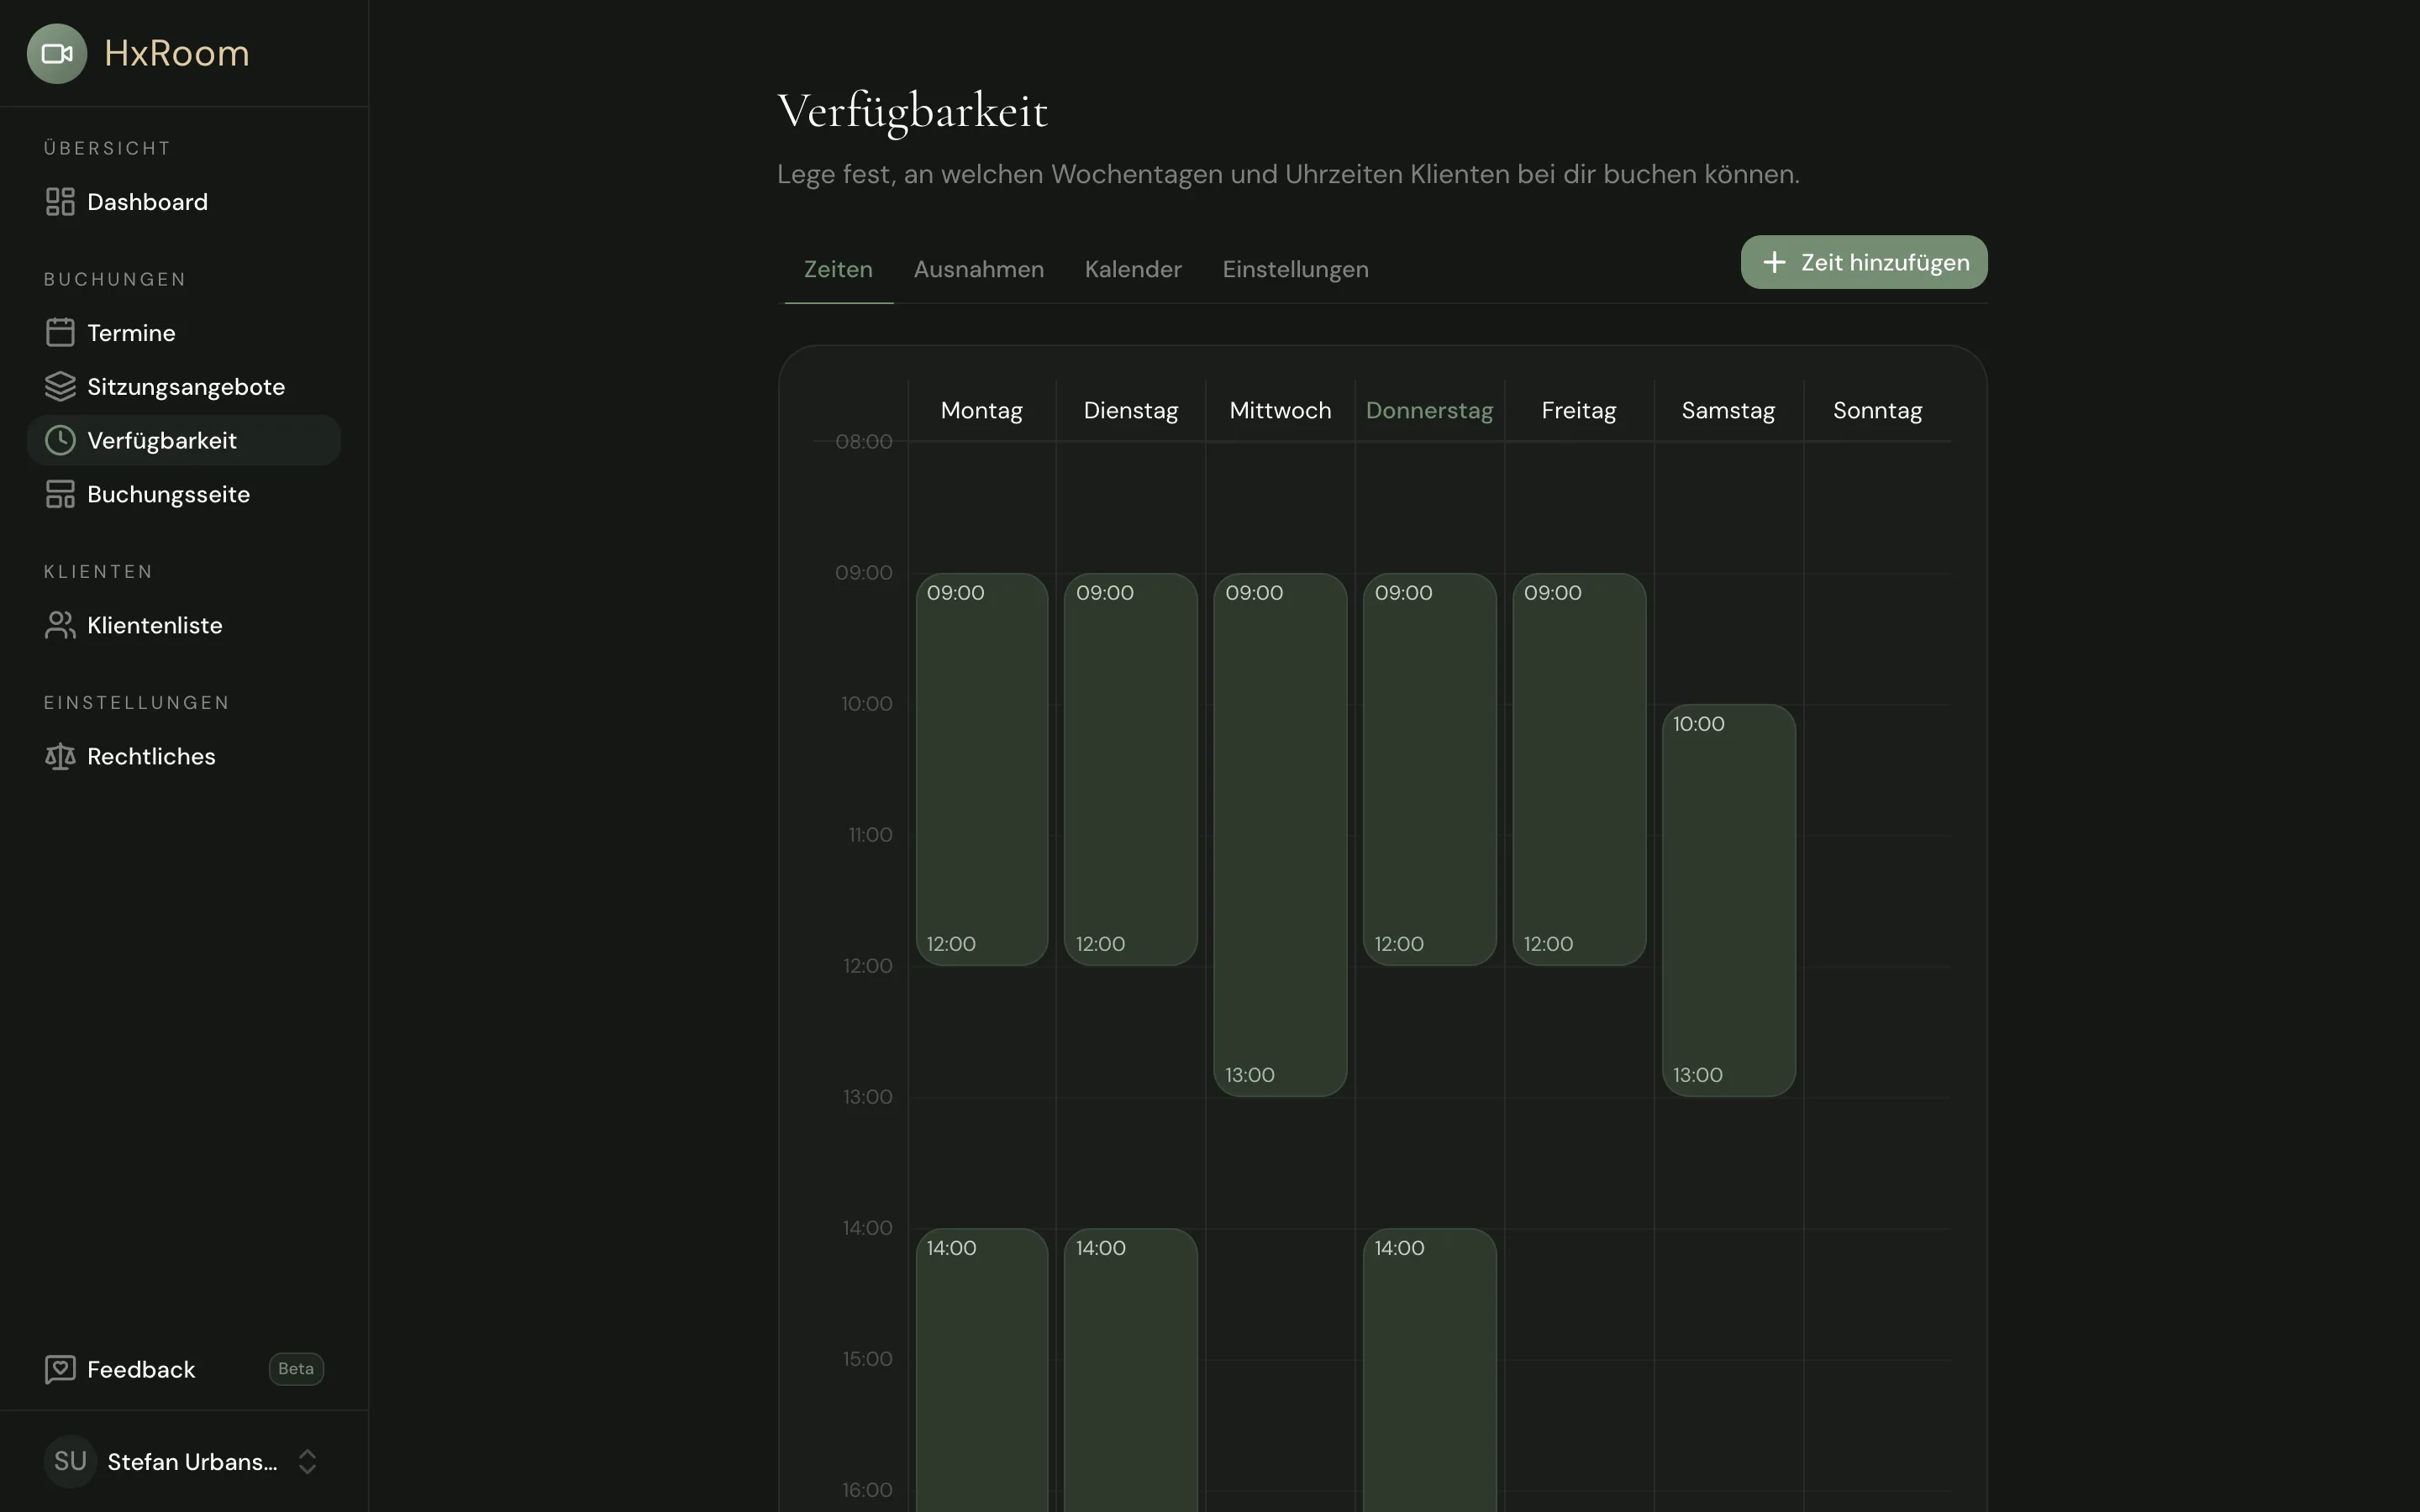 HxRoom
ÜBERSICHT
Dashboard
BUCHUNGEN
Termine
Sitzungsangebote
Verfügbarkeit
Buchungsseite
KLIENTEN
Klientenliste
EINSTELLUNGEN
Rechtliches
Feedback
Beta
SU
Stefan Urbans...
Verfügbarkeit
Lege fest, an welchen Wochentagen und Uhrzeiten Klienten bei dir buchen können.
Zeiten Ausnahmen Kalender Einstellungen
Zeit hinzufügen
Montag Dienstag Mittwoch Donnerstag Freitag Samstag Sonntag
08:00
09:00
09:00 09:00 09:00 09:00 09:00
10:00
10:00
11:00
12:00 12:00 12:00 12:00
12:00
13:00 13:00
13:00
14:00
14:00 14:00 14:00
15:00
16:00